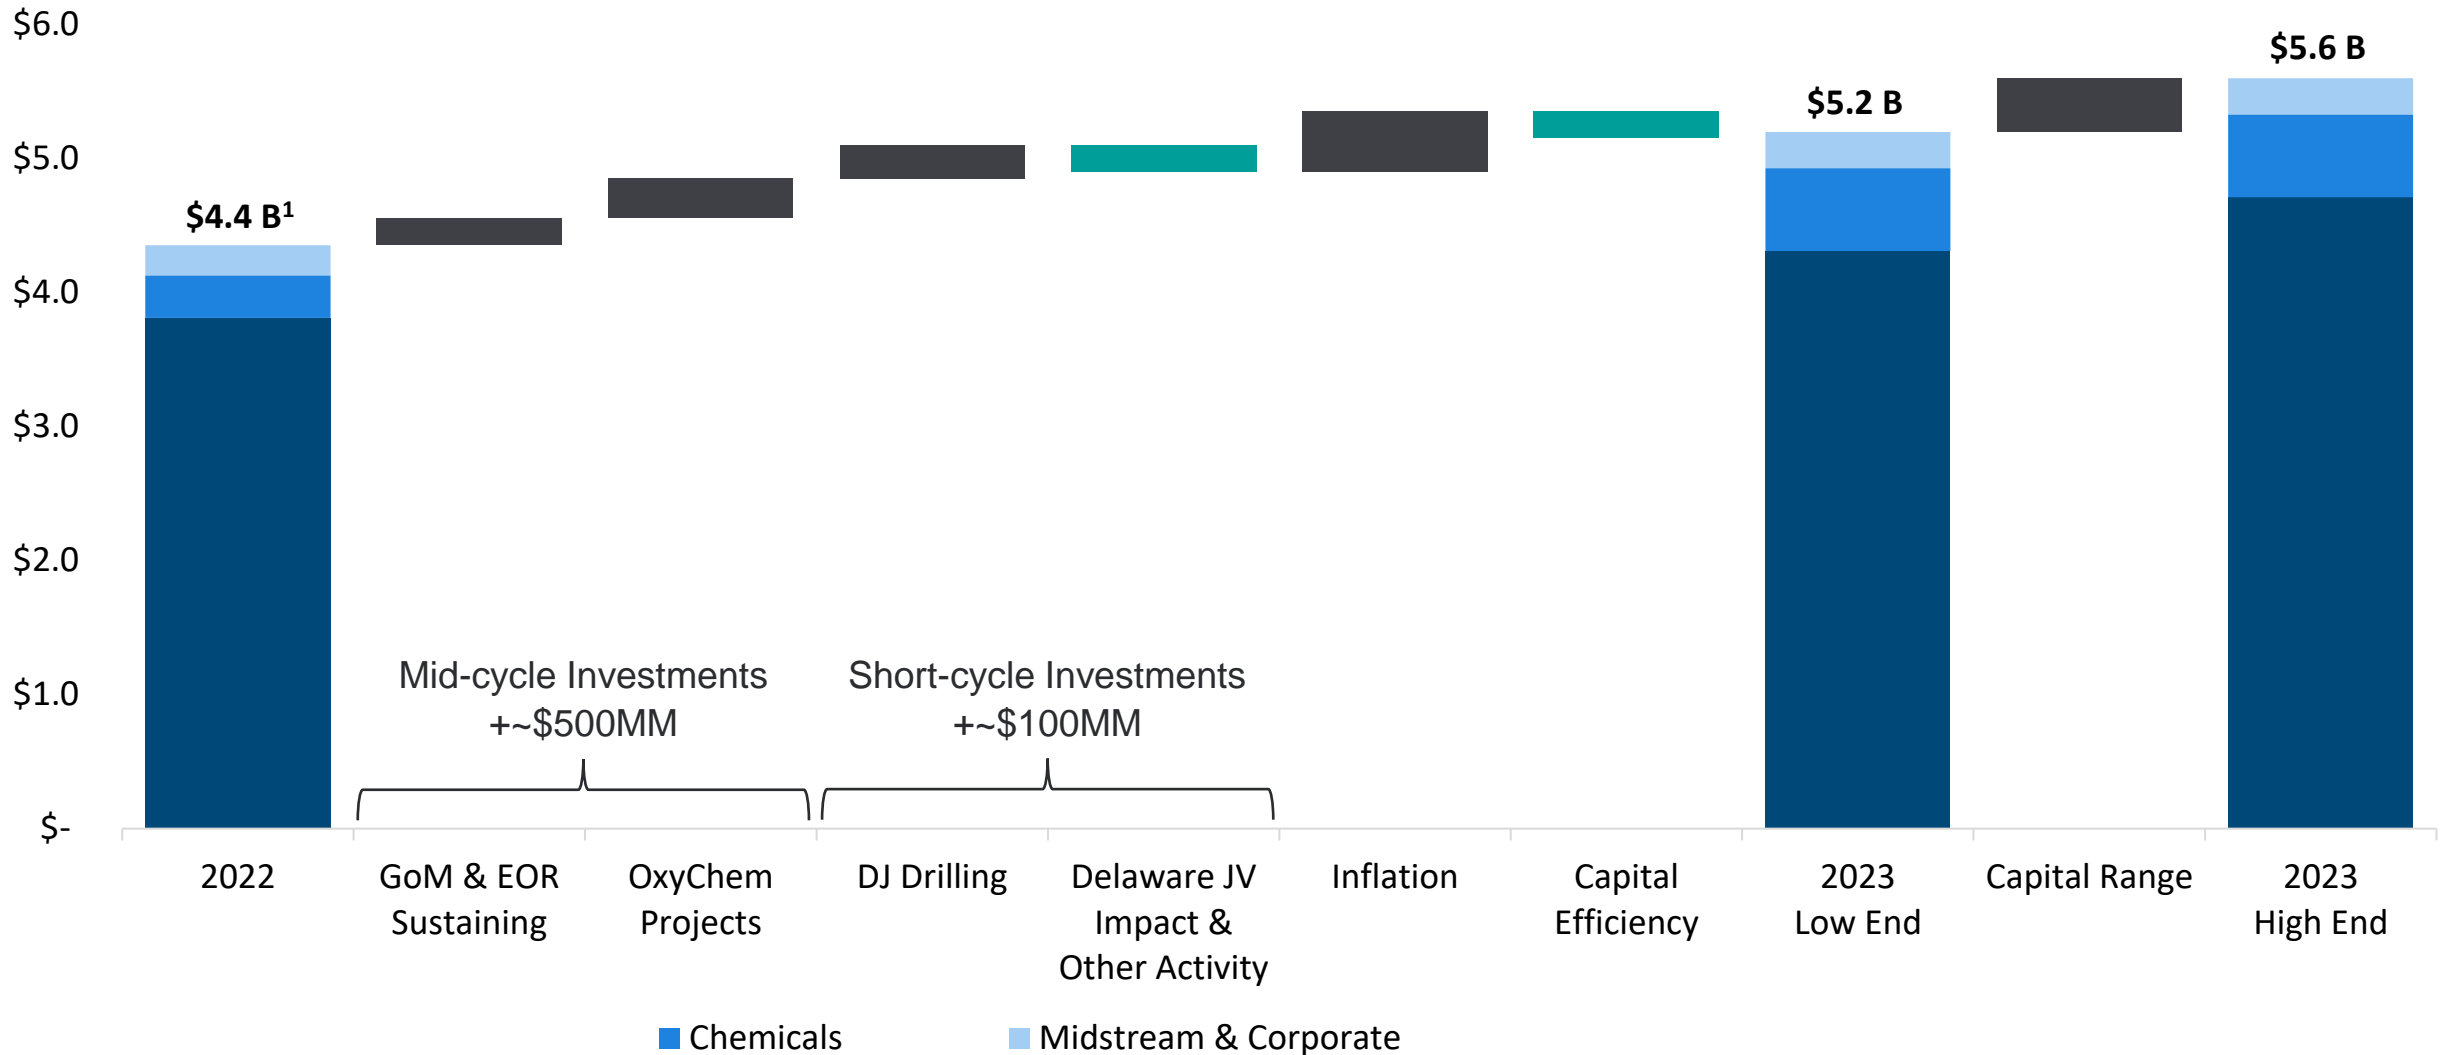 $6.0
$5.0
$4.0
$3.0
$2.0
$1.0
$-
$4.4 B¹
$5.2 B
$5.6 B
Mid-cycle Investments
+~$500MM
Short-cycle Investments
+~$100MM
2022
GoM & EOR
Sustaining
OxyChem
Projects
DJ Drilling
Delaware JV
Impact &
Other Activity
Inflation
Capital
Efficiency
2023
Low End
Capital Range
2023
High End
Chemicals
Midstream & Corporate